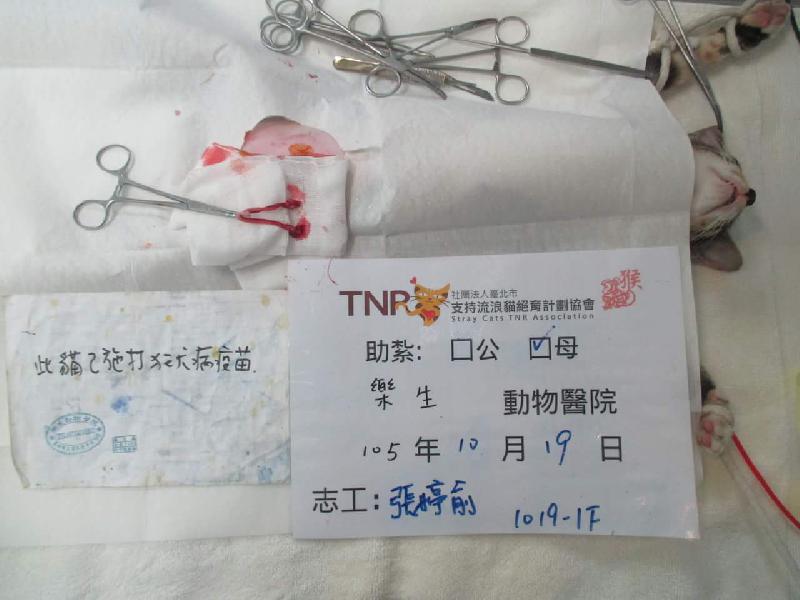 此貓已施打狂犬病疫苗.
TNR
社團法人臺北市
支持流浪貓絕育計劃協會
Stray Cats TNR Association
猴
助紮: 口公 口母
樂生 動物醫院
105年10月19日
志工: 張婷俞
1019-1F